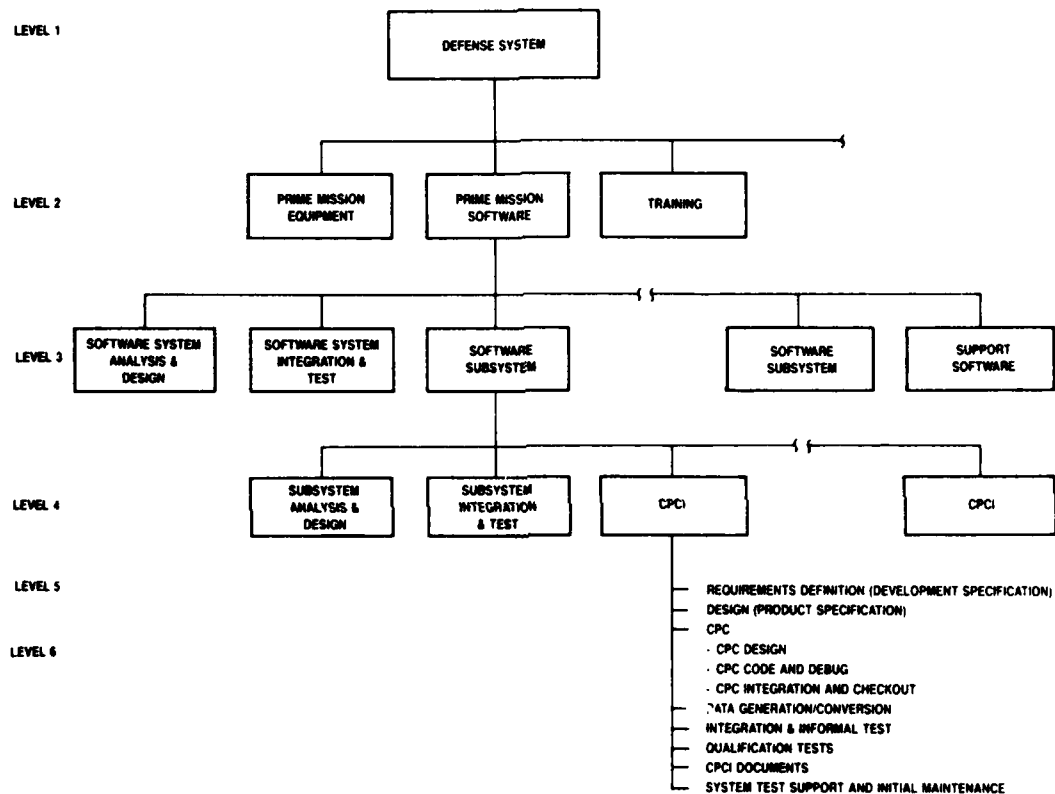 LEVEL 1
DEFENSE SYSTEM
LEVEL 2
PRIME MISSION
EQUIPMENT
PRIME MISSION
SOFTWARE
TRAINING
LEVEL 3
SOFTWARE SYSTEM
ANALYSIS &
DESIGN
SOFTWARE SYSTEM
INTEGRATION &
TEST
SOFTWARE
SUBSYSTEM
SOFTWARE
SUBSYSTEM
SUPPORT
SOFTWARE
LEVEL 4
SUBSYSTEM
ANALYSIS &
DESIGN
SUBSYSTEM
INTEGRATION
& TEST
CPCI
CPCI
LEVEL 5
REQUIREMENTS DEFINITION (DEVELOPMENT SPECIFICATION)
DESIGN (PRODUCT SPECIFICATION)
CPC
LEVEL 6
- CPC DESIGN
- CPC CODE AND DEBUG
- CPC INTEGRATION AND CHECKOUT
DATA GENERATION/CONVERSION
INTEGRATION & INFORMAL TEST
QUALIFICATION TESTS
CPCI DOCUMENTS
SYSTEM TEST SUPPORT AND INITIAL MAINTENANCE